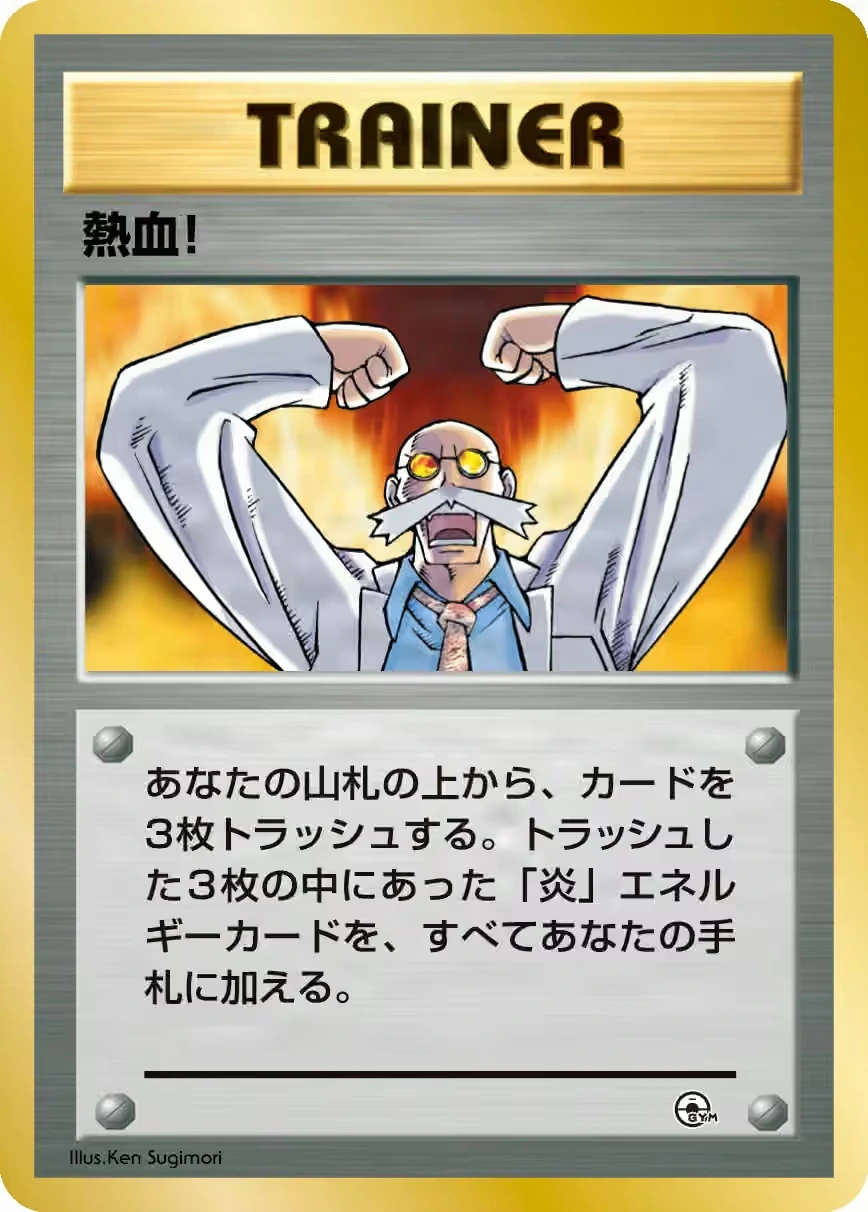 TRAINER
熱血!
あなたの山札の上から、カードを
3枚トラッシュする。トラッシュし
た3枚の中にあった「炎」エネル
ギーカードを、すべてあなたの手
札に加える。
GYM
Illus.Ken Sugimori